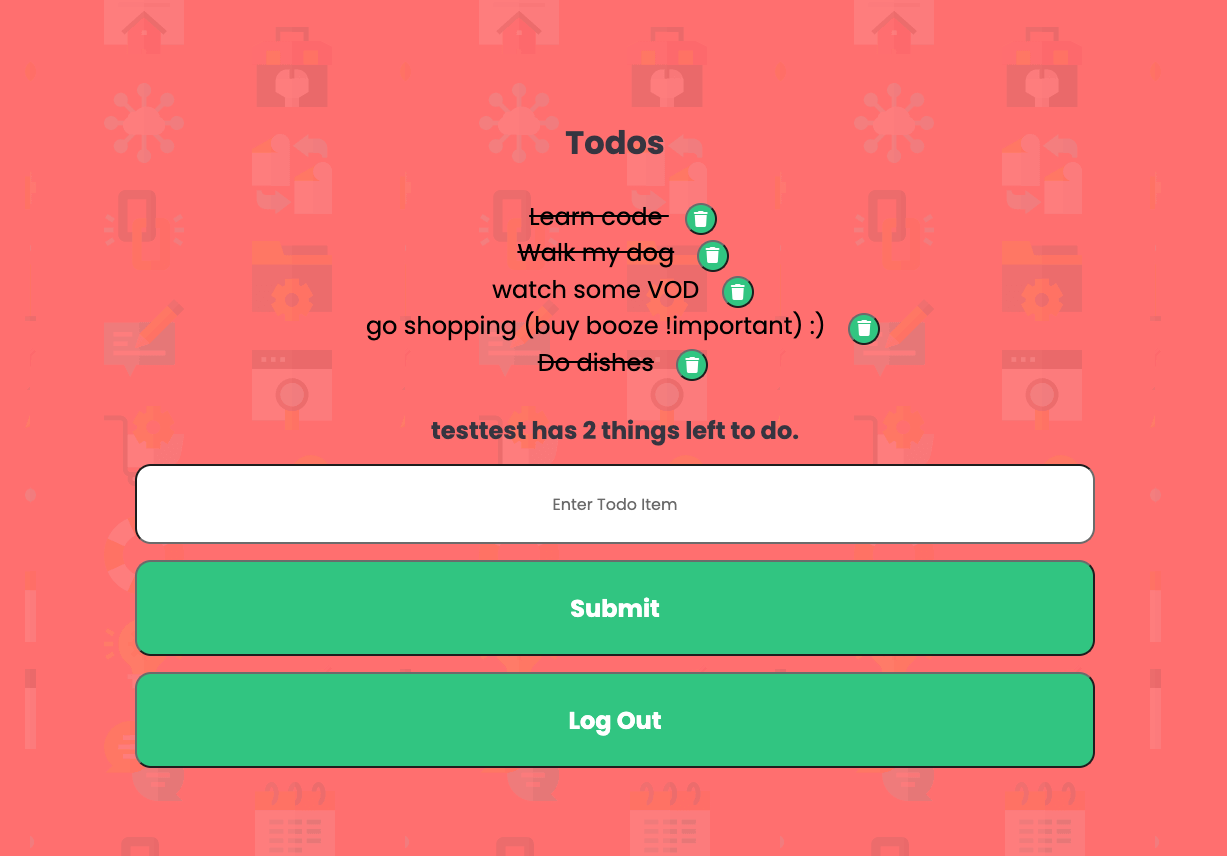 Todos
Learn code
Walk my dog
watch some VOD
go shopping (buy booze !important) :)
Do dishes
testtest has 2 things left to do.
Enter Todo Item
Submit
Log Out